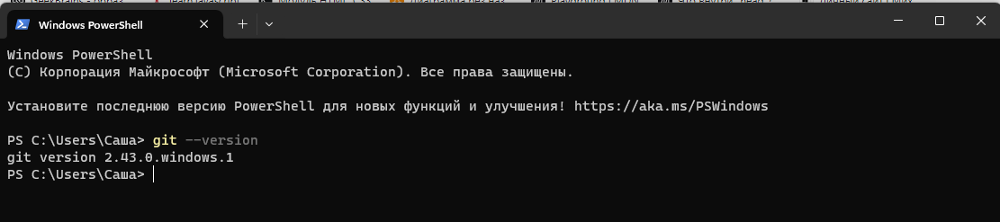 Windows PowerShell
Windows PowerShell
(C) Корпорация Майкрософт (Microsoft Corporation). Все права защищены.
Установите последнюю версию PowerShell для новых функций и улучшения! https://aka.ms/PSWindows
PS C:\Users\Саша> git --version
git version 2.43.0.windows.1
PS C:\Users\Саша>